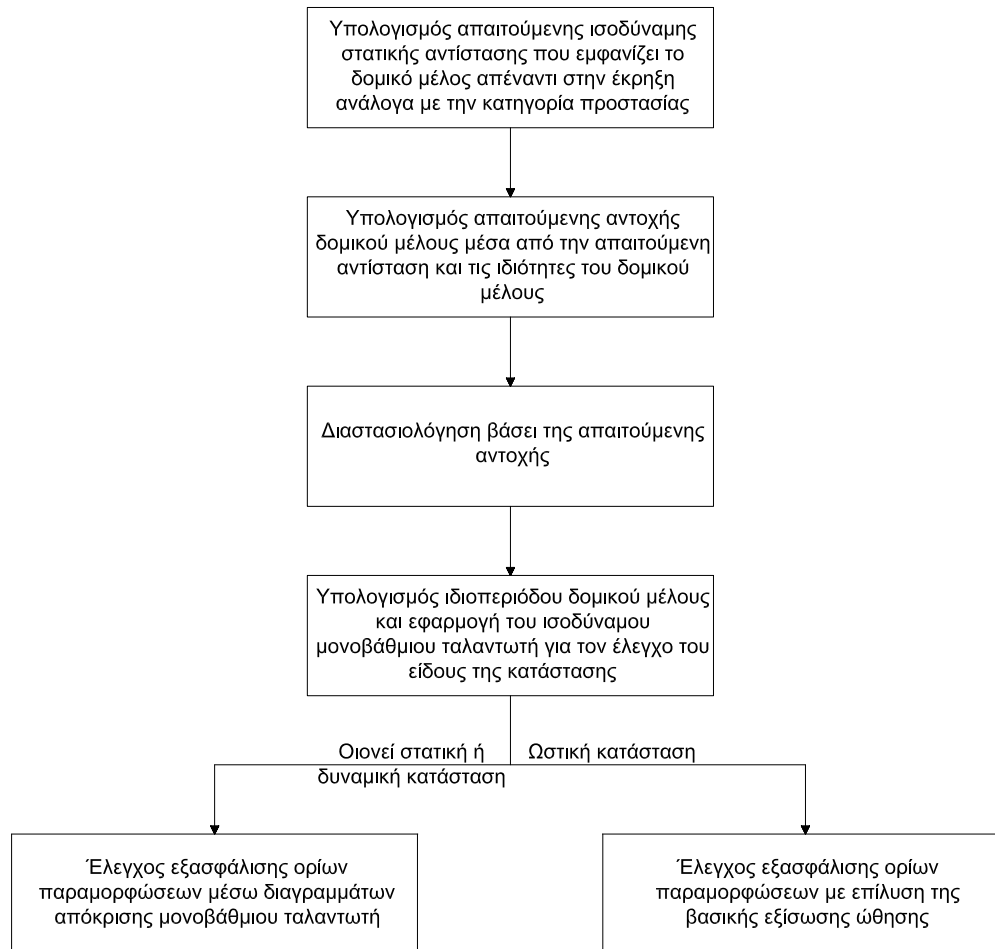 Υπολογισμός απαιτούμενης ισοδύναμης
στατικής αντίστασης που εμφανίζει το
δομικό μέλος απέναντι στην έκρηξη
ανάλογα με την κατηγορία προστασίας
Υπολογισμός απαιτούμενης αντοχής
δομικού μέλους μέσα από την απαιτούμενη
αντίσταση και τις ιδιότητες του δομικού
μέλους
Διαστασιολόγηση βάσει της απαιτούμενης
αντοχής
Υπολογισμός ιδιοπεριόδου δομικού μέλους
και εφαρμογή του ισοδύναμου
μονοβάθμιου ταλαντωτή για τον έλεγχο του
είδους της κατάστασης
Οιονεί στατική ή
δυναμική κατάσταση
Ωστική κατάσταση
Έλεγχος εξασφάλισης ορίων
παραμορφώσεων μέσω διαγραμμάτων
απόκρισης μονοβάθμιου ταλαντωτή
Έλεγχος εξασφάλισης ορίων
παραμορφώσεων με επίλυση της
βασικής εξίσωσης ώθησης